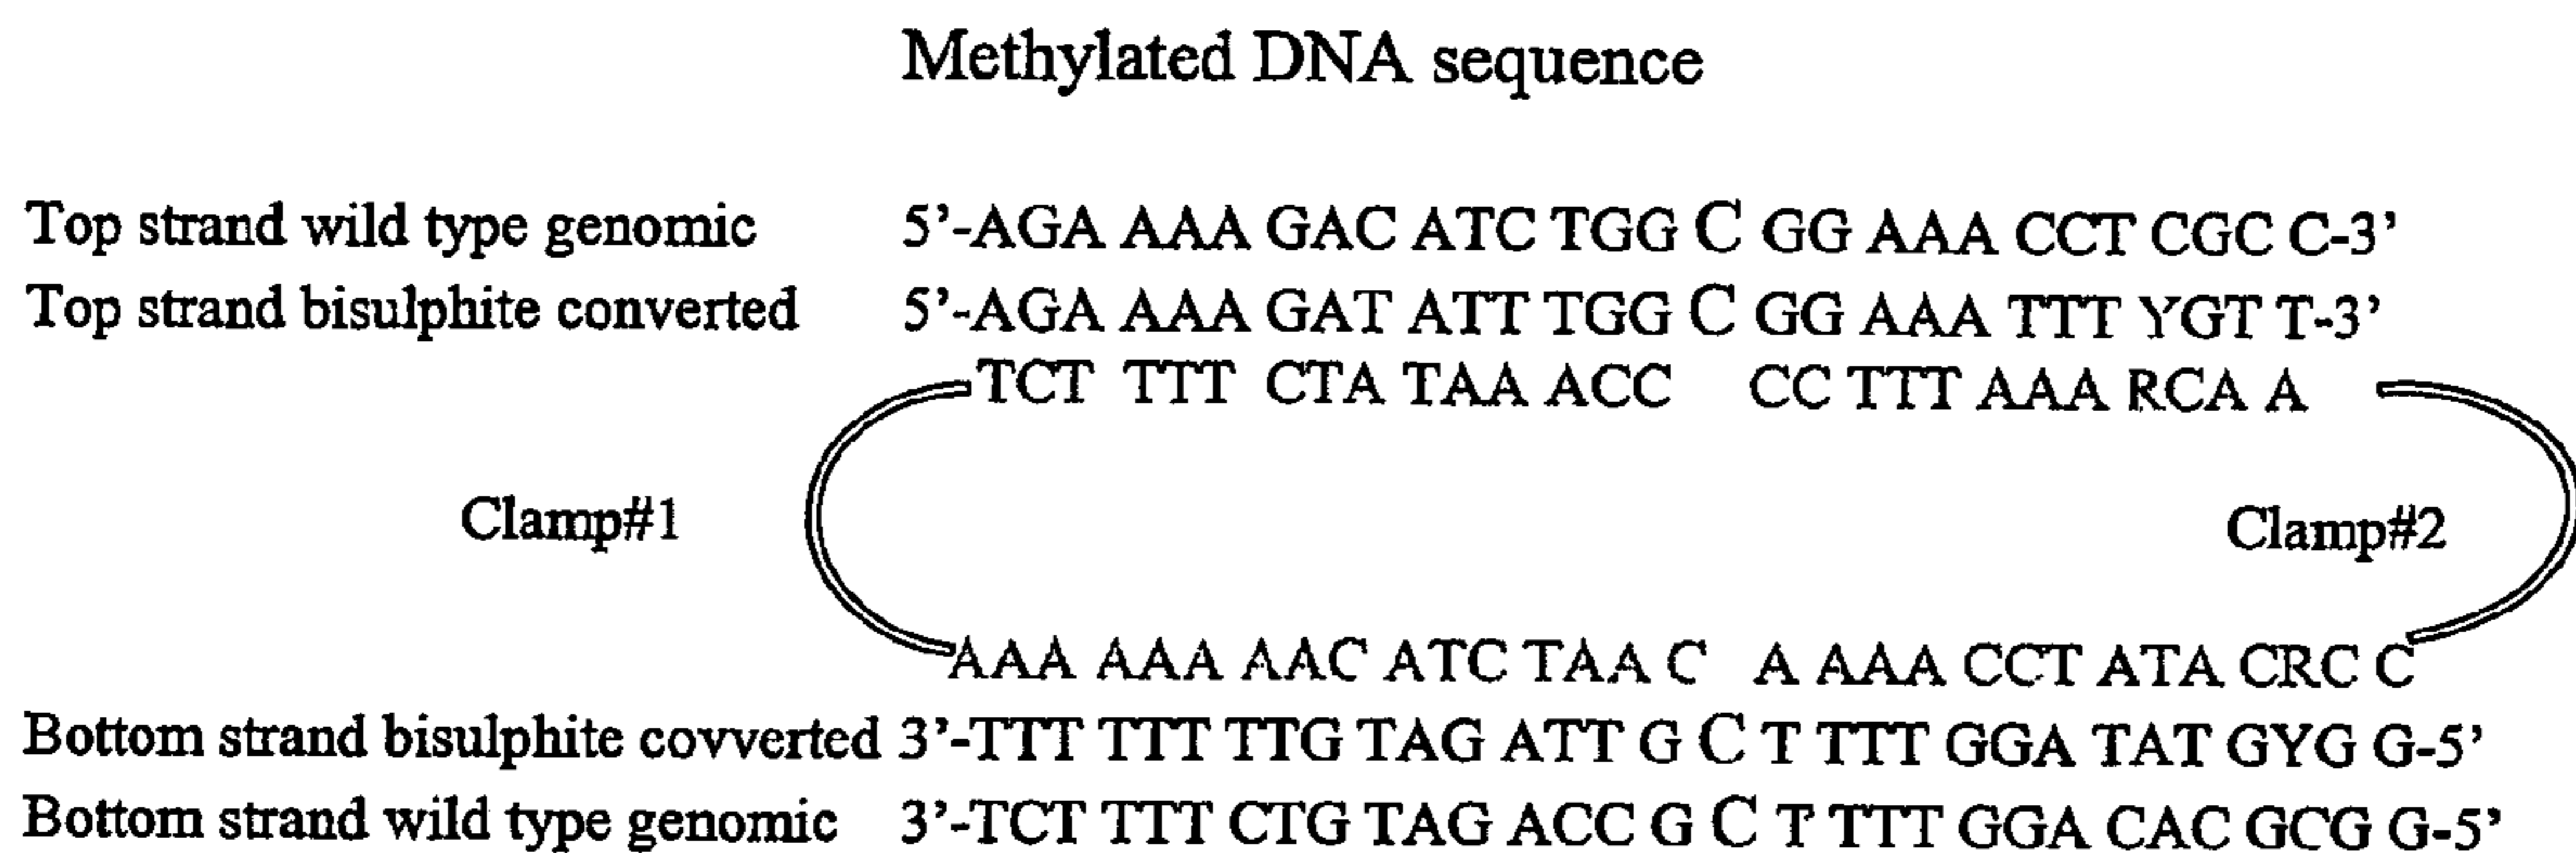 Methylated DNA sequence
Top strand wild type genomic 5’-AGA AAA GAC ATC TGG C GG AAA CCT CGC C-3’
Top strand bisulphite converted 5’-AGA AAA GAT ATT TGG C GG AAA TTT YGT T-3’
TCT TTT CTA TAA ACC CC TTT AAA RCA A
Clamp#1 Clamp#2
AAA AAA AAC ATC TAA C A AAA CCT ATA CRC C
Bottom strand bisulphite covverted 3’-TTT TTT TTG TAG ATT G C T TTT GGA TAT GYG G-5’
Bottom strand wild type genomic 3’-TCT TTT CTG TAG ACC G C T TTT GGA CAC GCG G-5’